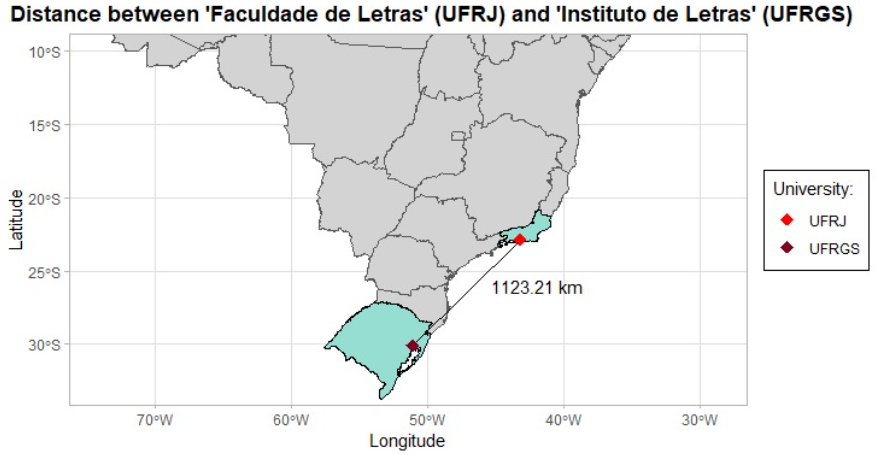 Distance between 'Faculdade de Letras' (UFRJ) and 'Instituto de Letras' (UFRGS)
10°S
15°S
20°S
25°S
30°S
Latitude
1123.21 km
70°W
60°W
50°W
40°W
30°W
Longitude
University:
UFRJ
UFRGS